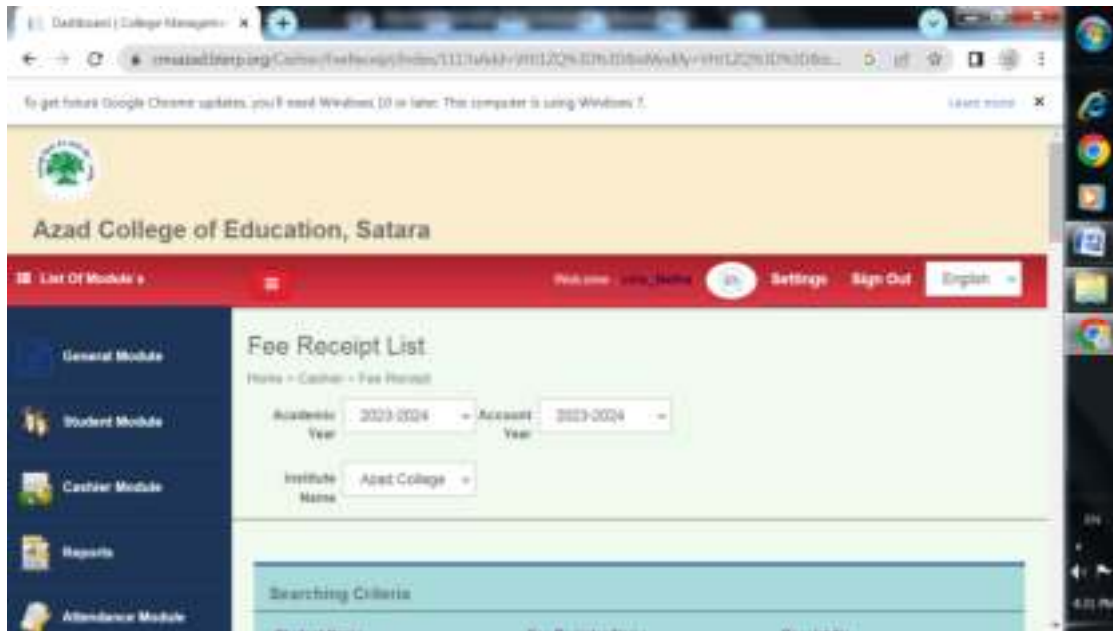 Dashboard | College Managem
To get future Google Chrome updates, you'll need Windows 10 or later. This computer is using Windows 7.
Learn more
Azad College of Education, Satara
List Of Module's
Welcome
Settings
Sign Out
English
General Module
Student Module
Cashier Module
Reports
Attendance Module
Fee Receipt List
Home > Cashier > Fee Receipt
Academic Year
2023-2024
Account Year
2023-2024
Institute Name
Azad College
Searching Criteria
EN